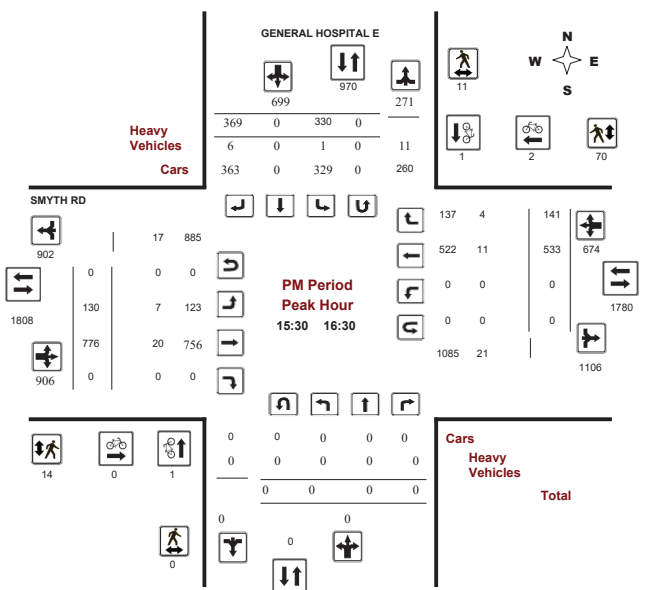 GENERAL HOSPITAL E
N
W E
S
699
970
271
11
1
2
70
369 0 330 0
Heavy
Vehicles
6 0 1 0 11
Cars
363 0 329 0 260
SMYTH RD
902
17 885
0 0 0
1808
130 7 123
776 20 756
906
0 0 0
PM Period
Peak Hour
15:30 16:30
137 4 141
522 11 533 674
0 0 0
1780
0 0 0
1085 21
1106
14
0
1
0
0 0 0 0 0
0 0 0 0 0
0 0 0 0
0 0
0
Cars
Heavy
Vehicles
Total